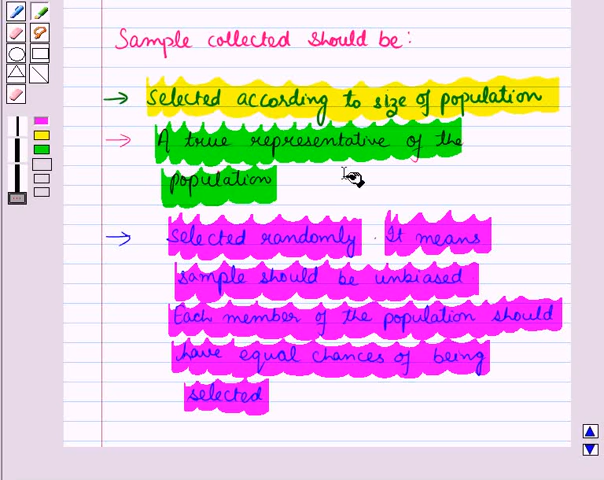 Sample collected should be:
→ Selected according to size of population
→ A true representative of the
population
→ Selected randomly. It means
sample should be unbiased
Each member of the population should
have equal chances of being
selected